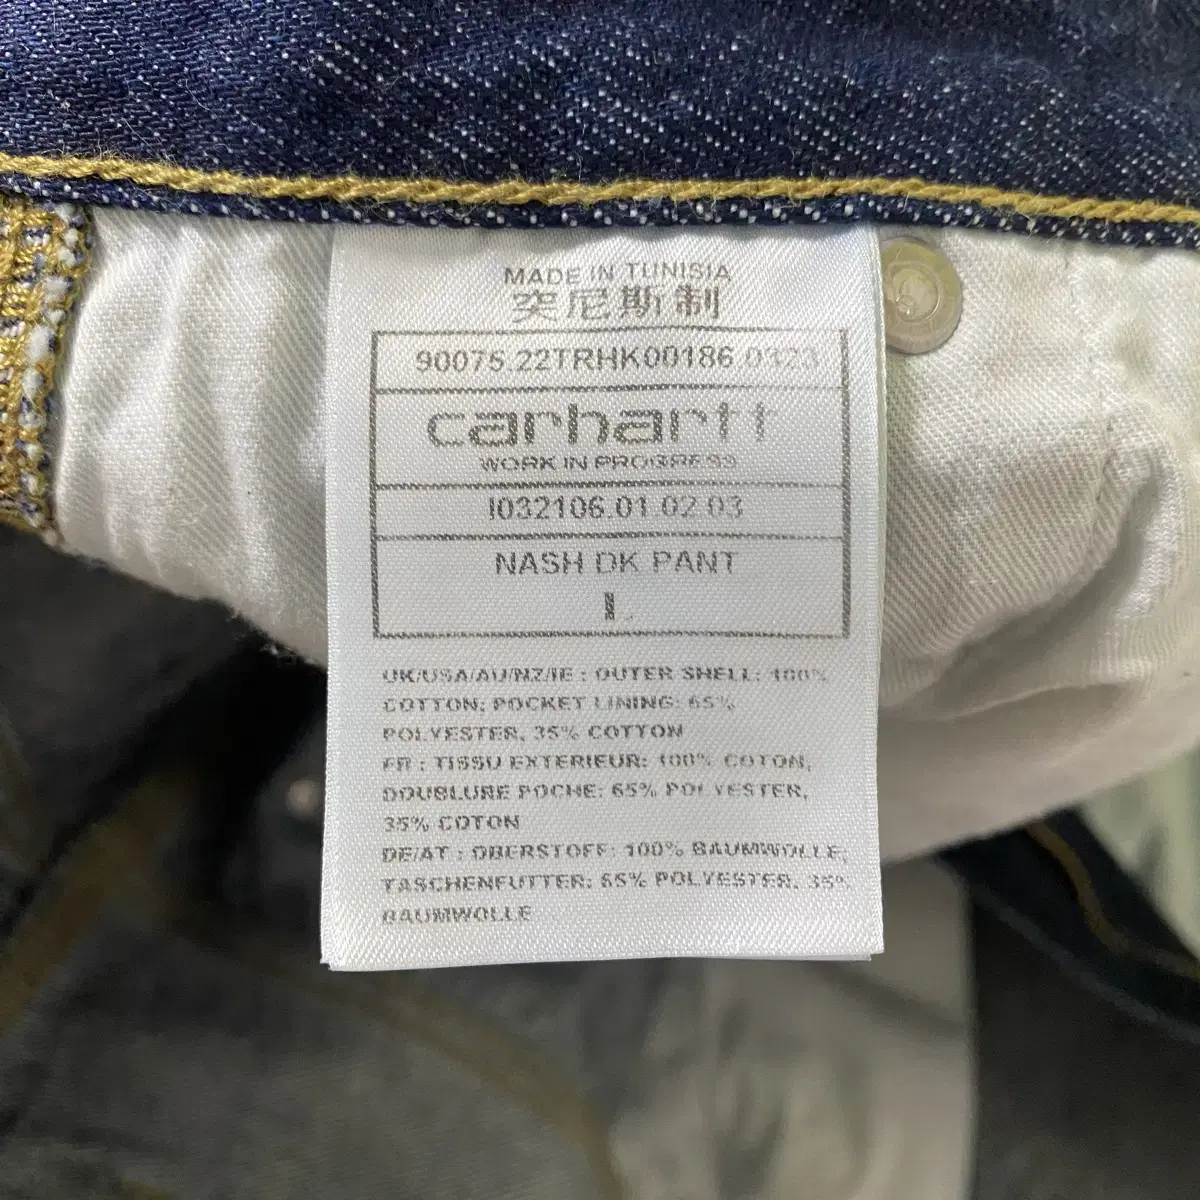 MADE IN TUNISIA
突尼斯制
90075.22TRHK00186 0323
carhartt
WORK IN PROGRESS
I032106.01.02 03
NASH DK PANT
L
UK/USA/AU/NZ/IE : OUTER SHELL: 100%
COTTON; POCKET LINING: 65%
POLYESTER, 35% COTTON
FR : TISSU EXTERIEUR: 100% COTON,
DOUBLURE POCHE: 65% POLYESTER,
35% COTON
DE/AT : OBERSTOFF: 100% BAUMWOLLE,
TASCHENFUTTER: 65% POLYESTER, 35%
BAUMWOLLE